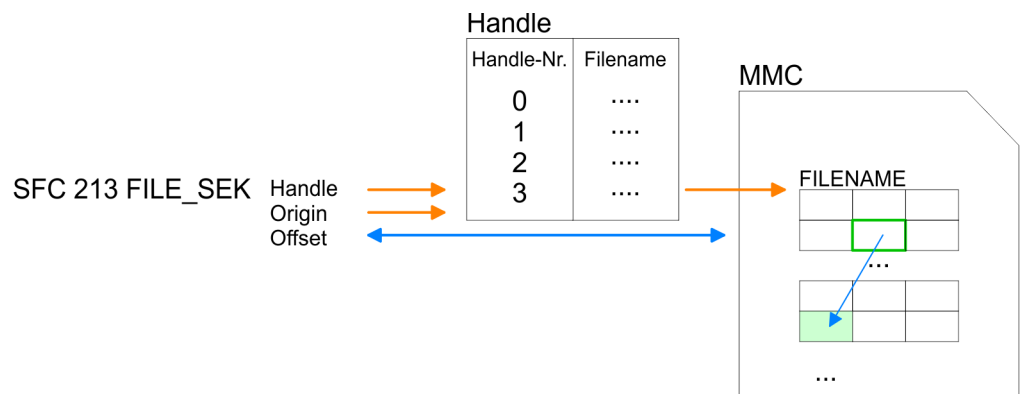 Handle
Handle-Nr. Filename
MMC
0 ....
1 ....
2 ....
3 ....
SFC 213 FILE_SEK Handle
Origin
Offset
FILENAME
...
...